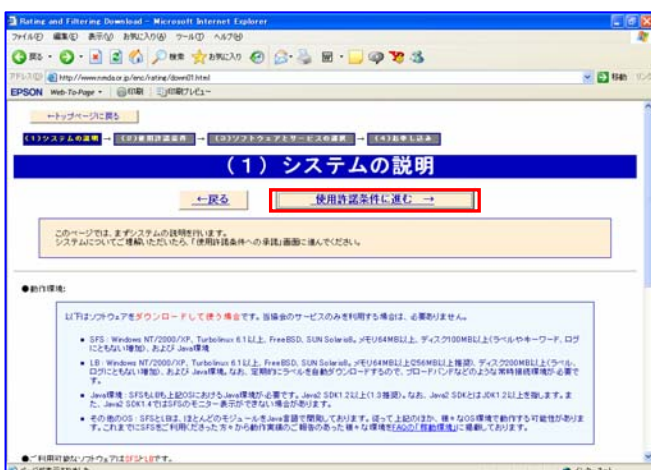 Rating and Filtering Download - Microsoft Internet Explorer
ファイル(F) 編集(E) 表示(V) お気に入り(A) ツール(T) ヘルプ(H)
戻る 検索 お気に入り
アドレス(D) http://www.nmda.or.jp/enc/rating/down01.html 移動 リンク
EPSON Web-To-Page 印刷 印刷プレビュー
←トップページに戻る
(1)システムの説明 → (2)使用許諾条件 → (3)ソフトウェアとサービスの選択 → (4)お申し込み
(1)システムの説明
←戻る 使用許諾条件に進む →
このページでは、まずシステムの説明を行います。
システムについてご理解いただいたら、「使用許諾条件への承諾」画面に進んでください。
●動作環境:
以下はソフトウェアをダウンロードして使う場合です。当協会のサービスのみを利用する場合は、必要ありません。
■ SFS: Windows NT/2000/XP、Turbolinux 6.1以上、FreeBSD、SUN Solaris8。メモリ64MB以上、ディスク100MB以上(ラベルやキーワード、ログ
にともない増加)、および Java環境
■ LB: Windows NT/2000/XP、Turbolinux 6.1以上、FreeBSD、SUN Solaris8。メモリ64MB以上(256MB以上推奨)、ディスク200MB以上(ラベル、
ログにともない増加)、および Java環境。なお、定期的にラベルを自動ダウンロードするので、ブロードバンドなどのような常時接続環境が必要で
す。
■ Java環境: SFSもLBも上記OSにおけるJava環境が必要です。Java2 SDK1.2以上(1.3推奨)。なお、Java2 SDKとはJDK1.2以上を指します。ま
た、Java2 SDK1.4ではSFSのモニター表示ができない場合があります。
■ その他のOS: SFSとLBは、ほとんどのモジュールをJava言語で開発しております。従って上記のほか、様々なOS環境で動作する可能性がありま
す。これまでにSFSをご利用くださった方々から動作実績のご報告のあった様々な環境をFAQの「稼動環境」に掲載しております。
●ご利用可能なソフトウェアはSFSとLBです。
ページが表示されました